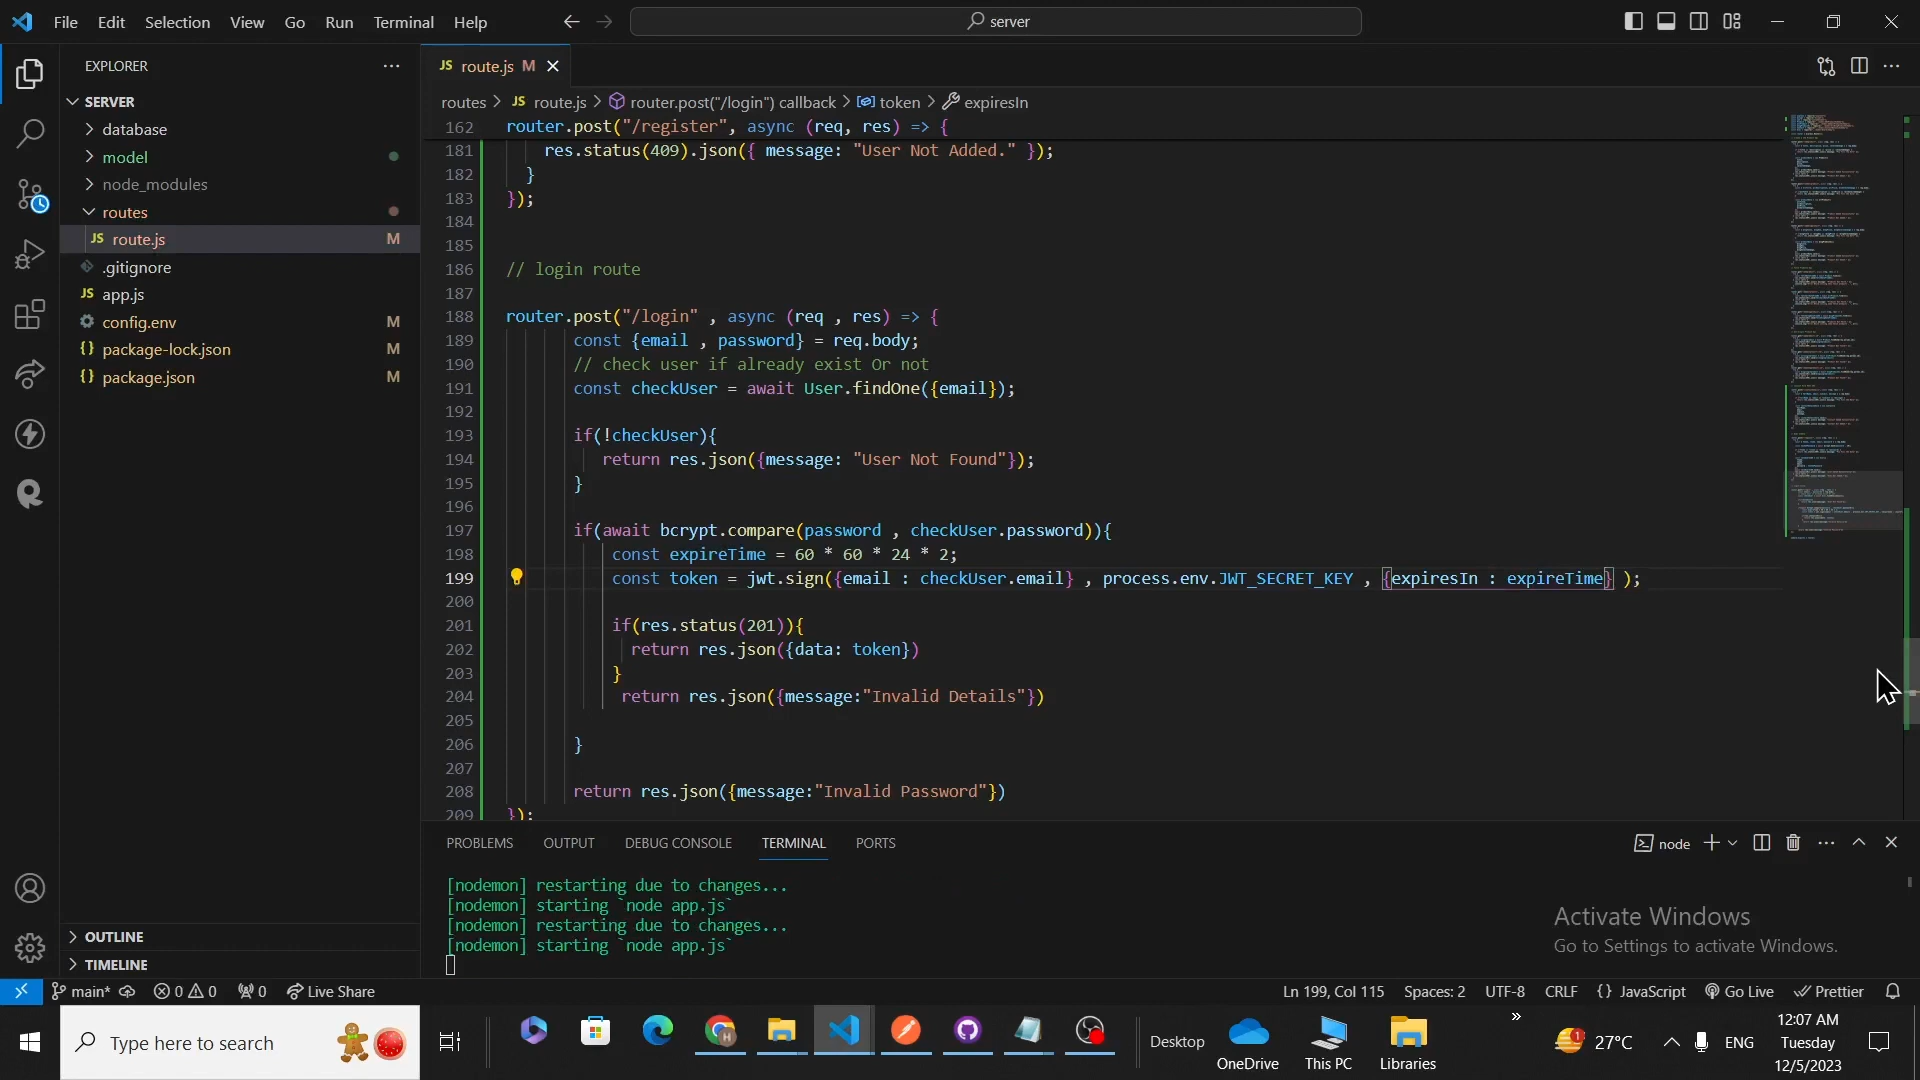 File Edit Selection View Go Run Terminal Help
server
EXPLORER
SERVER
database
model
node_modules
routes
JS route.js M
.gitignore
JS app.js
config.env M
{} package-lock.json M
{} package.json M
OUTLINE
TIMELINE
JS route.js M
routes > JS route.js > router.post("/login") callback > token > expiresIn
162 router.post("/register", async (req, res) => {
181 res.status(409).json({ message: "User Not Added." });
182 }
183 });
184
185
186 // login route
187
188 router.post("/login" , async (req , res) => {
189 const {email , password} = req.body;
190 // check user if already exist Or not
191 const checkUser = await User.findOne({email});
192
193 if(!checkUser){
194 return res.json({message: "User Not Found"});
195 }
196
197 if(await bcrypt.compare(password , checkUser.password)){
198 const expireTime = 60 * 60 * 24 * 2;
199 const token = jwt.sign({email : checkUser.email} , process.env.JWT_SECRET_KEY , {expiresIn : expireTime} );
200
201 if(res.status(201)){
202 return res.json({data: token})
203 }
204 return res.json({message:"Invalid Details"})
205
206 }
207
208 return res.json({message:"Invalid Password"})
209 });
PROBLEMS OUTPUT DEBUG CONSOLE TERMINAL PORTS
node
[nodemon] restarting due to changes...
[nodemon] starting `node app.js`
[nodemon] restarting due to changes...
[nodemon] starting `node app.js`
Activate Windows
Go to Settings to activate Windows.
main* 0 0 0 Live Share
Ln 199, Col 115 Spaces: 2 UTF-8 CRLF {} JavaScript Go Live Prettier
Type here to search
Desktop
OneDrive
This PC
Libraries
1
27°C
ENG
12:07 AM
Tuesday
12/5/2023